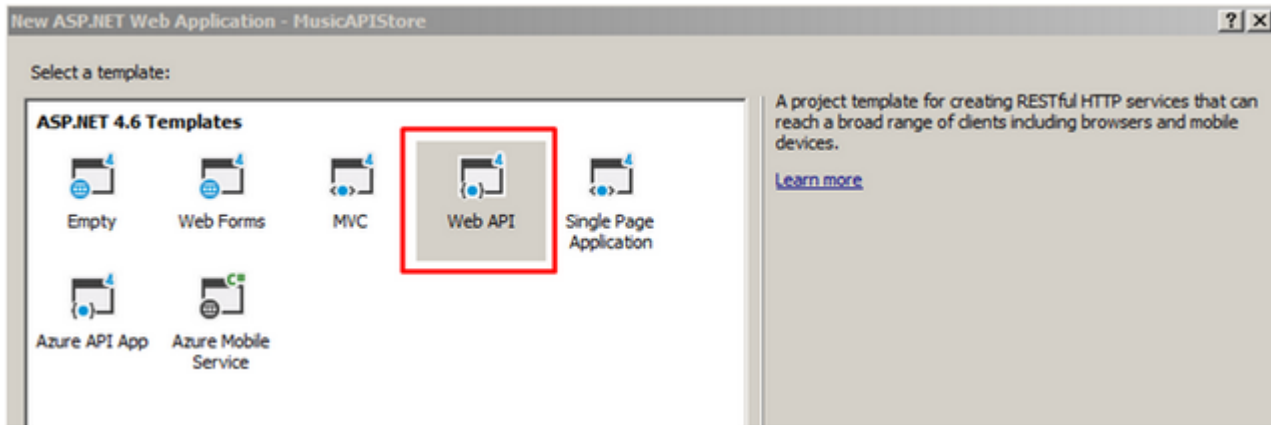 New ASP.NET Web Application - MusicAPIStore
Select a template:
ASP.NET 4.6 Templates
Empty
Web Forms
MVC
Web API
Single Page
Application
Azure API App
Azure Mobile
Service
A project template for creating RESTful HTTP services that can
reach a broad range of clients including browsers and mobile
devices.
Learn more